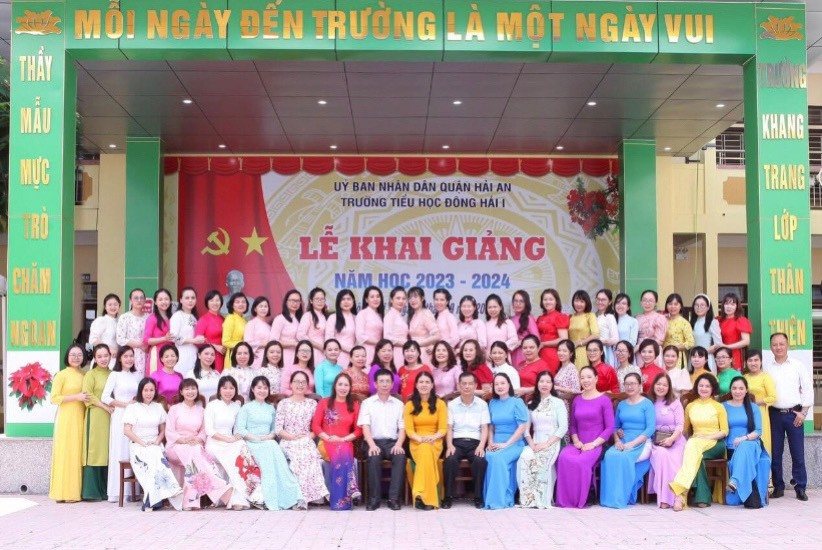 MỖI NGÀY ĐẾN TRƯỜNG LÀ MỘT NGÀY VUI
THẦY
MẪU
MỰC
TRÒ
CHĂM
NGOAN
TRƯỜNG
KHANG
TRANG
LỚP
THÂN
THIỆN
UỶ BAN NHÂN DÂN QUẬN HẢI AN
TRƯỜNG TIỂU HỌC ĐÔNG HẢI I
LỄ KHAI GIẢNG
NĂM HỌC 2023 - 2024